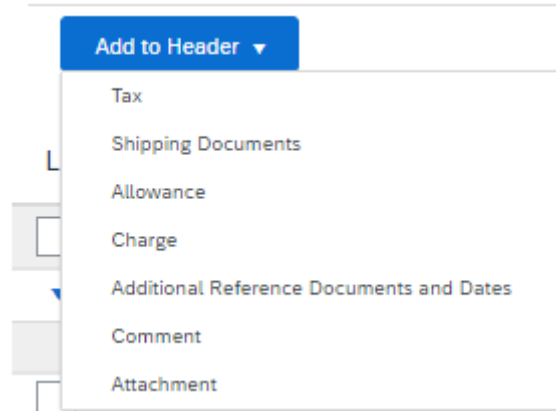 Add to Header
Tax
Shipping Documents
L
Allowance
Charge
Additional Reference Documents and Dates
Comment
Attachment